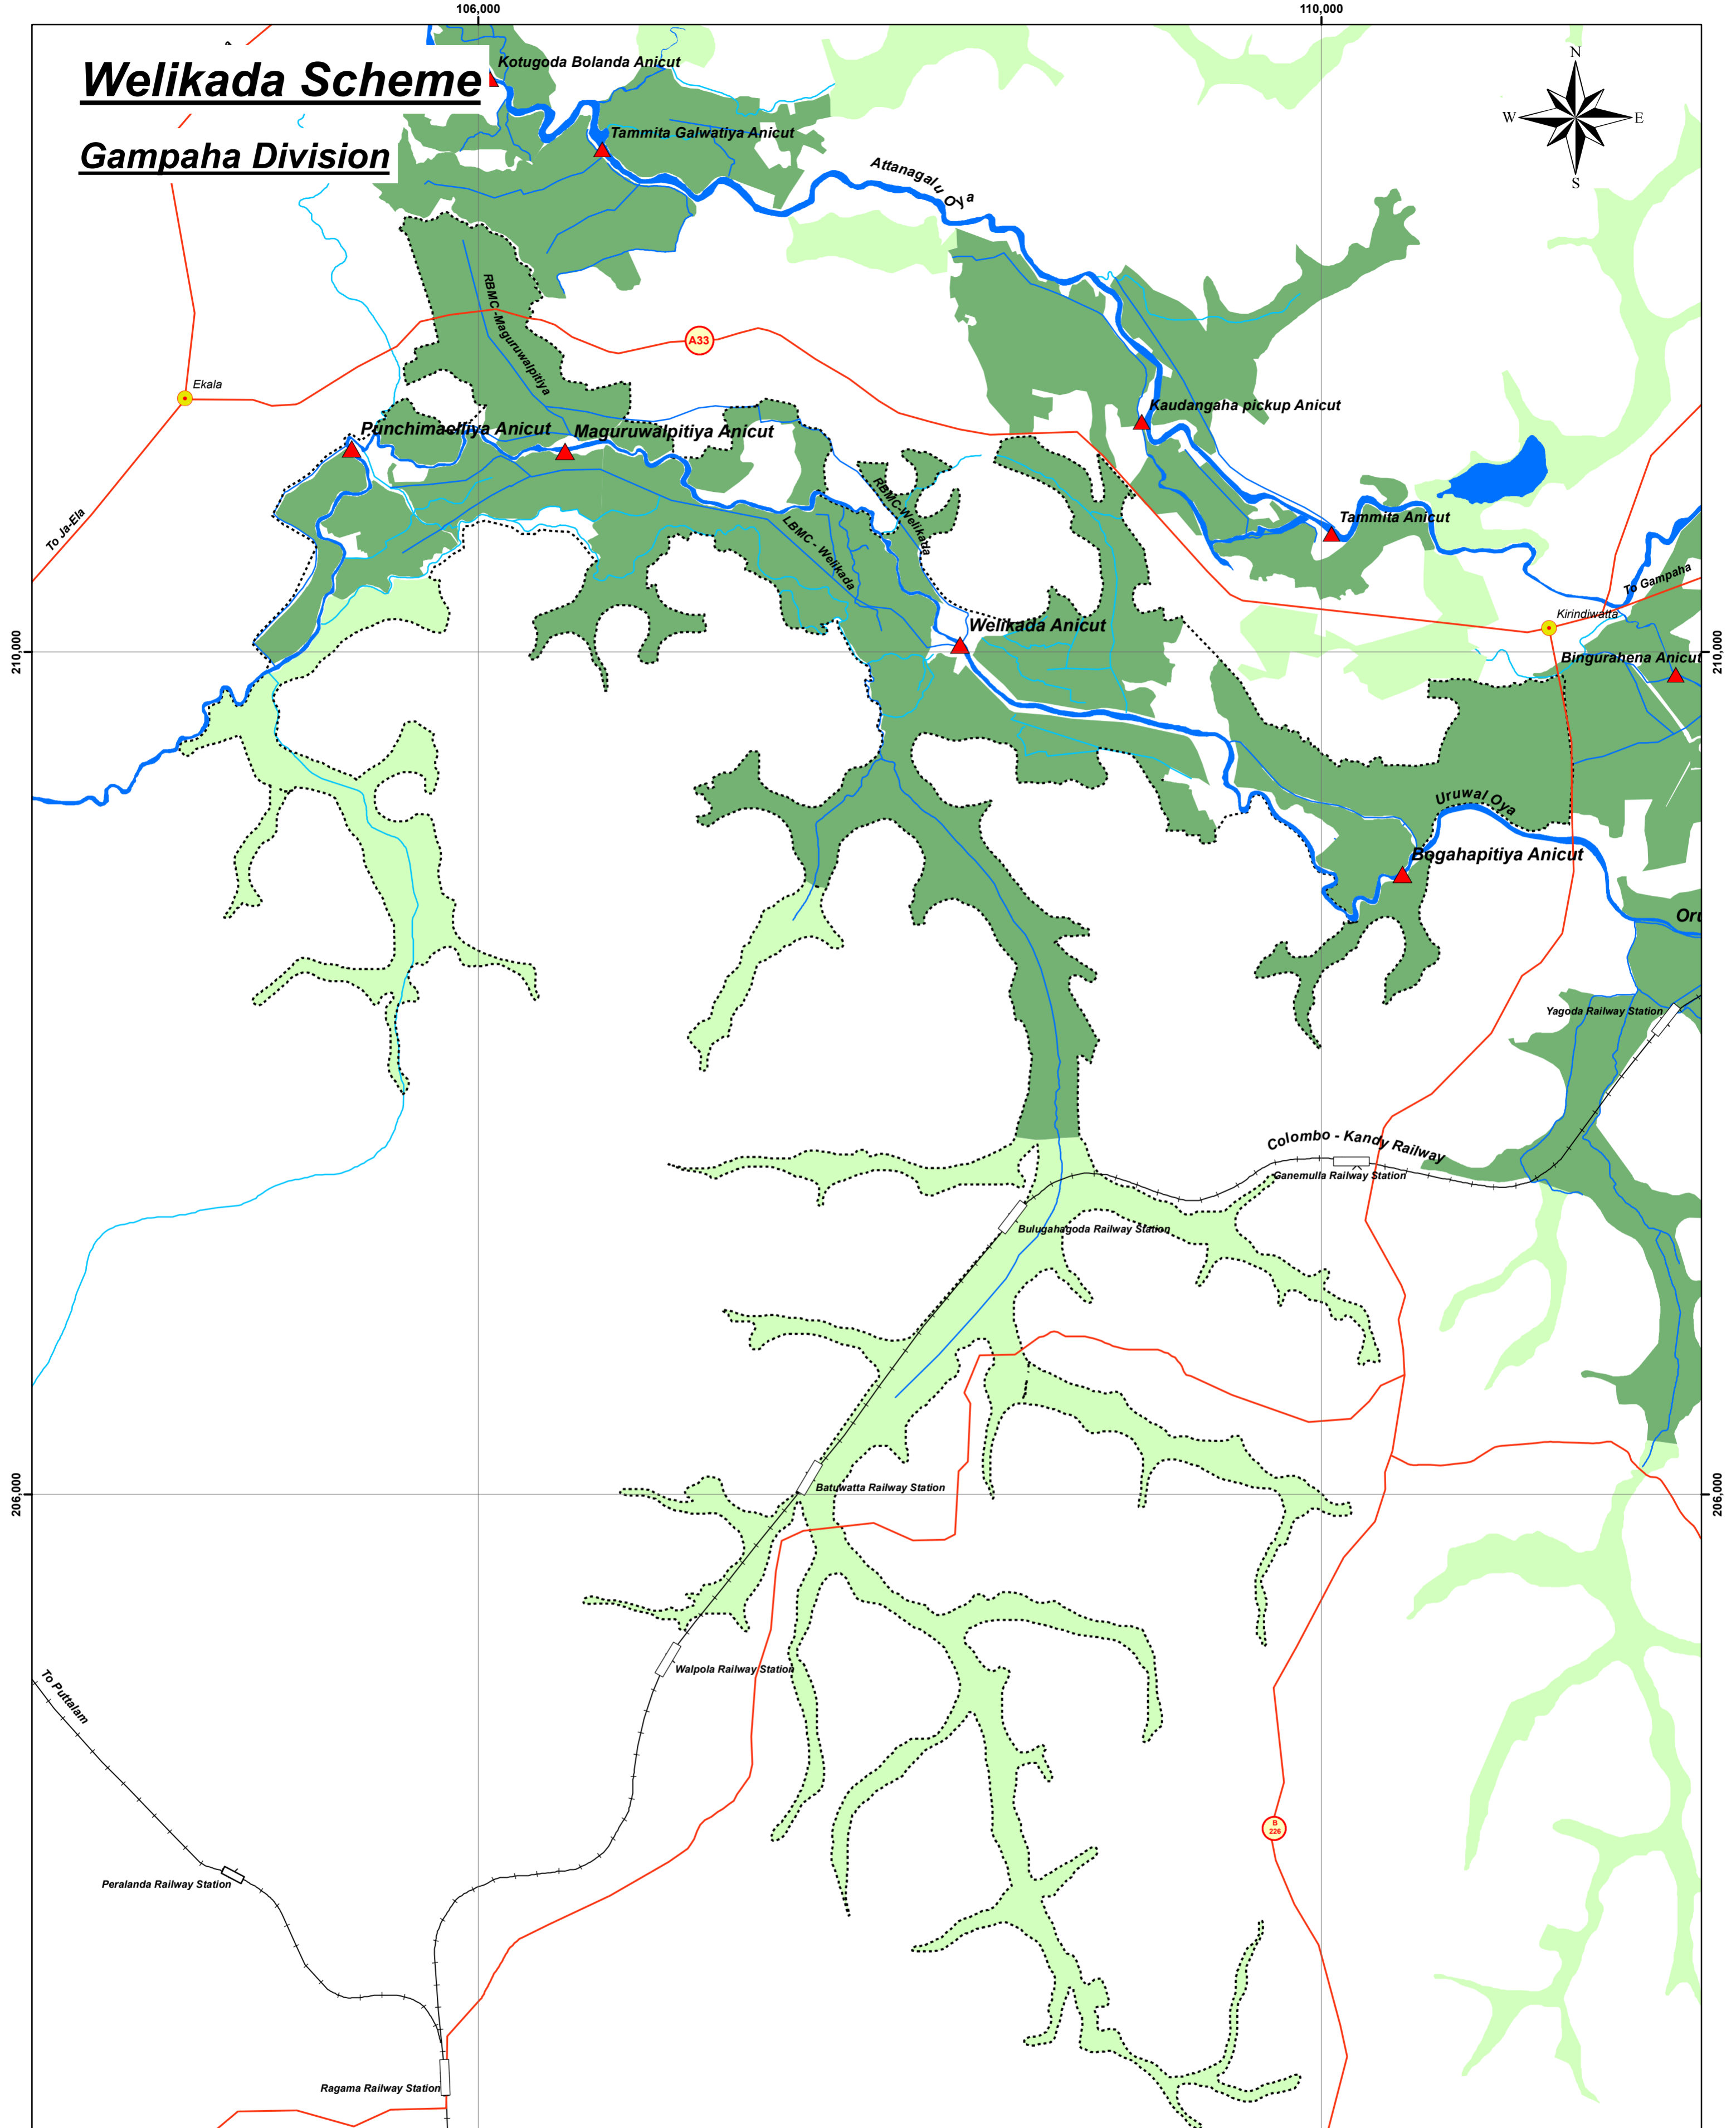 106,000
110,000
Welikada Scheme
Gampaha Division
Kotugoda Bolanda Anicut
Tammita Galwatiya Anicut
N
W
E
S
Attanagalu Oya
RBMC -Maguruwalpitiya
A33
Ekala
Kaudangaha pickup Anicut
Punchimaelliya Anicut
Maguruwalpitiya Anicut
To Ja-Ela
RBMC-Welikada
LBMC - Welikada
Tammita Anicut
To Gampaha
Kirindiwatta
Welikada Anicut
210,000
210,000
Bingurahena Anicut
Uruwal Oya
Bogahapitiya Anicut
Yagoda Railway Station
Colombo - Kandy Railway
Ganemulla Railway Station
Bulugahagoda Railway Station
206,000
206,000
Batuwatta Railway Station
Walpola Railway Station
To Puttalam
B
226
Peralanda Railway Station
Ragama Railway Station